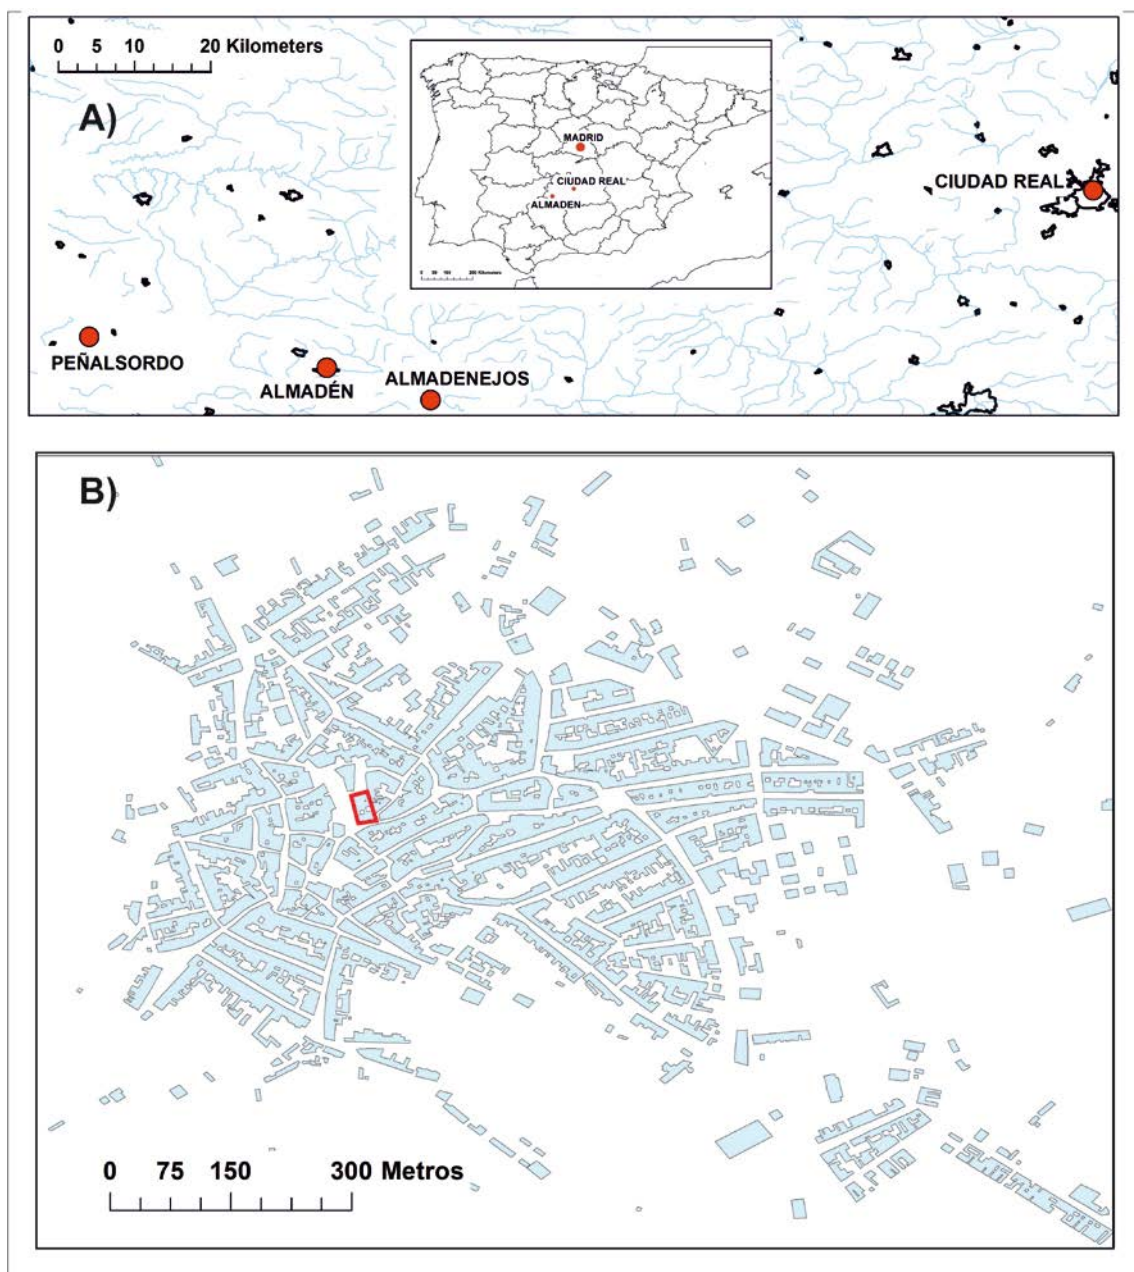 0 5 10 20 Kilometers
A)
MADRID
CIUDAD REAL
ALMADEN
CIUDAD REAL
PEÑALSORDO
ALMADÉN
ALMADENEJOS
B)
0 75 150 300 Metros